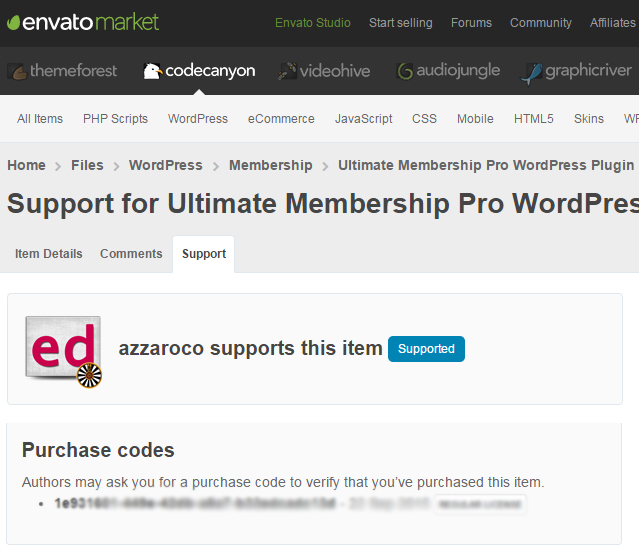 envatomarket Envato Studio Start selling Forums Community Affiliates
themeforest codecanyon videohive audiojungle graphicriver
All Items PHP Scripts WordPress eCommerce JavaScript CSS Mobile HTML5 Skins
Home > Files > WordPress > Membership > Ultimate Membership Pro WordPress Plugin
Support for Ultimate Membership Pro WordPres
Item Details Comments Support
ed azzaroco supports this item Supported
Purchase codes
Authors may ask you for a purchase code to verify that you've purchased this item.